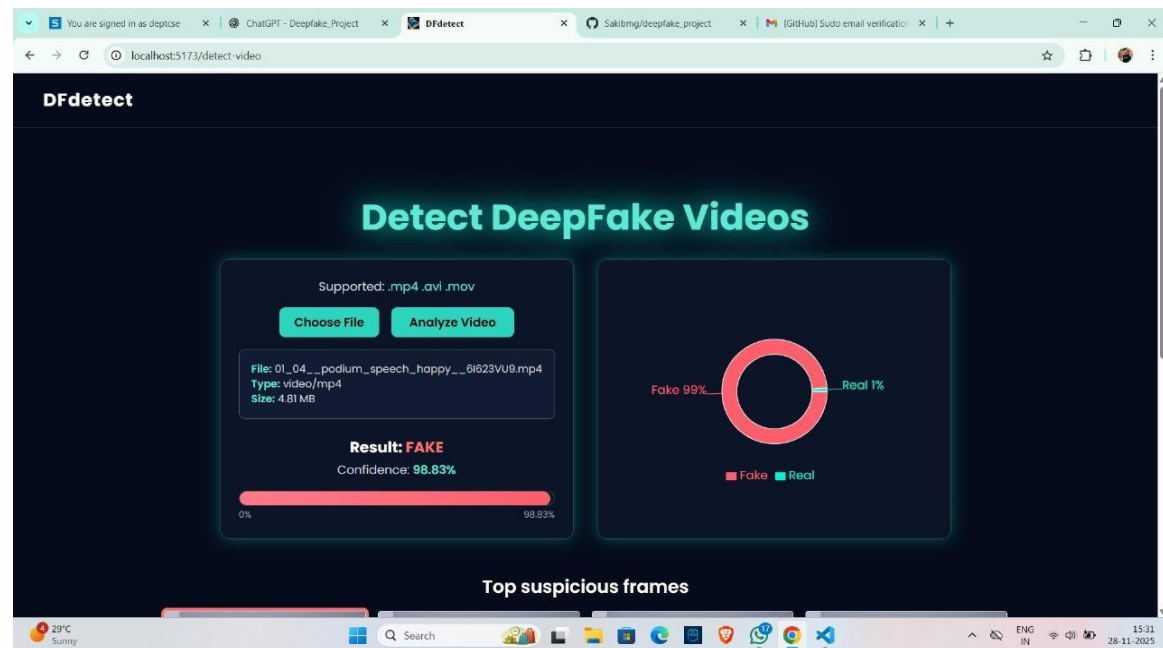 You are signed in as deptcse
ChatGPT - Deepfake_Project
DFdetect
Sakibmg/deepfake_project
[GitHub] Sudo email verificatio
localhost:5173/detect-video
DFdetect
Detect DeepFake Videos
Supported: .mp4 .avi .mov
Choose File
Analyze Video
File: 01_04__podium_speech_happy__6I623VU9.mp4
Type: video/mp4
Size: 4.81 MB
Result: FAKE
Confidence: 98.83%
0%
98.83%
Fake 99%
Real 1%
Fake
Real
Top suspicious frames
4
29°C
Sunny
Search
17
ENG
IN
15:31
28-11-2025